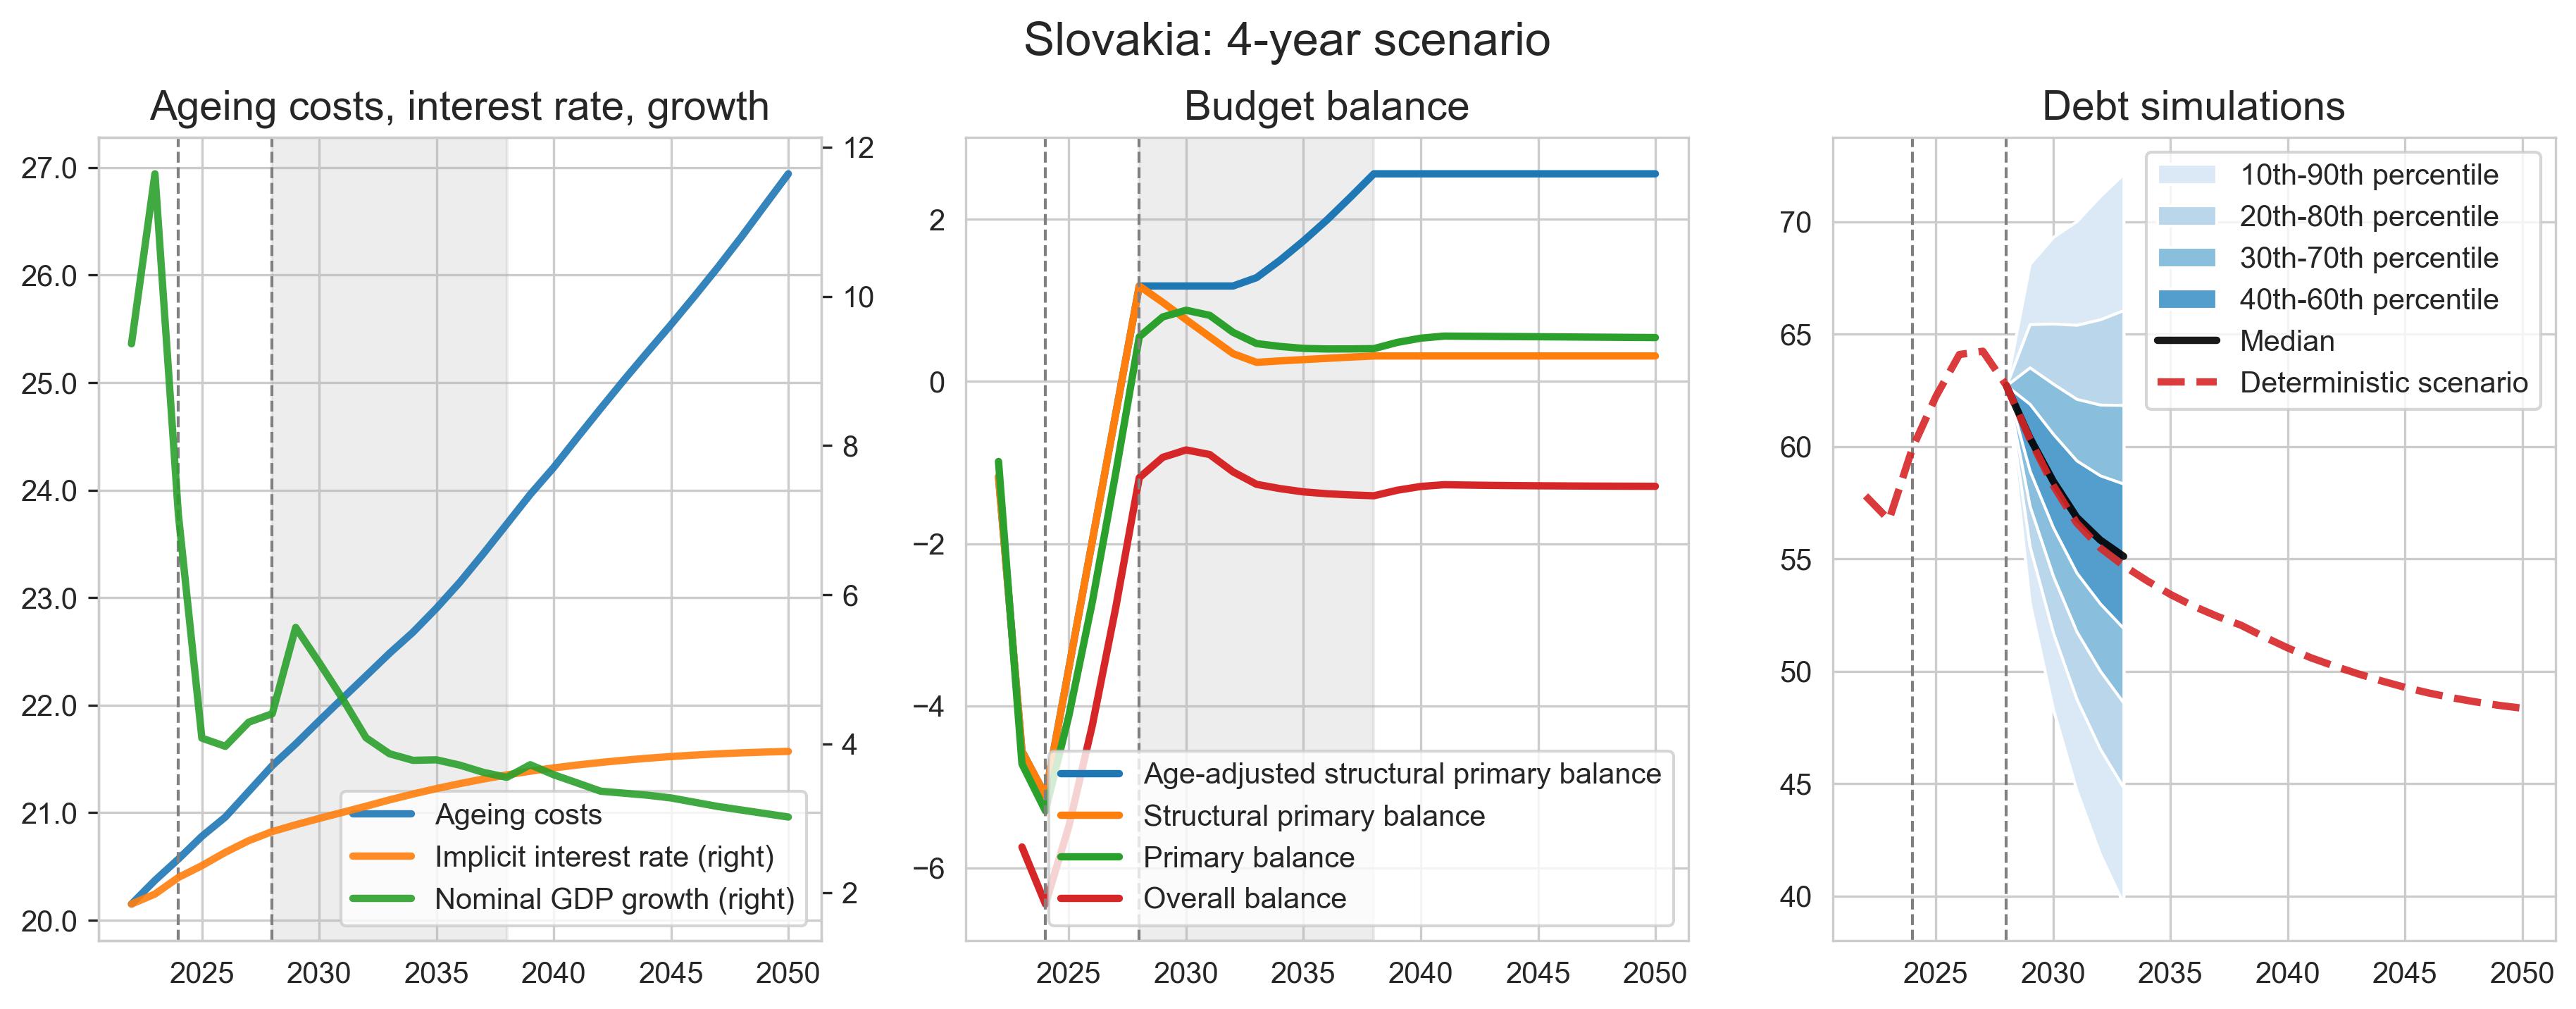 Slovakia: 4-year scenario
Ageing costs, interest rate, growth
27.0
26.0
25.0
24.0
23.0
22.0
21.0
20.0
12
10
8
6
4
2
2025 2030 2035 2040 2045 2050
Ageing costs
Implicit interest rate (right)
Nominal GDP growth (right)
Budget balance
2
0
−2
−4
−6
2025 2030 2035 2040 2045 2050
Age-adjusted structural primary balance
Structural primary balance
Primary balance
Overall balance
Debt simulations
70
65
60
55
50
45
40
2025 2030 2035 2040 2045 2050
10th-90th percentile
20th-80th percentile
30th-70th percentile
40th-60th percentile
Median
Deterministic scenario